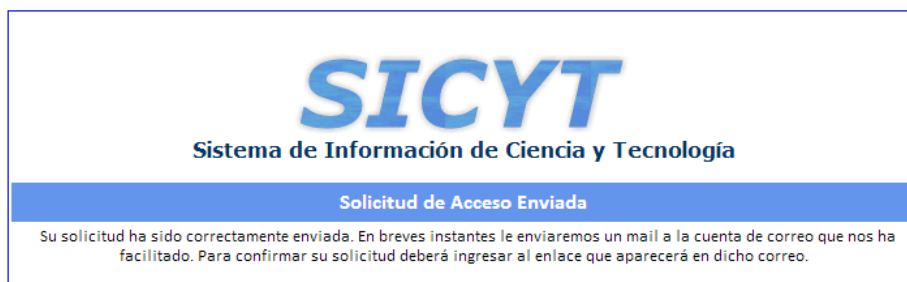 SICYT
Sistema de Información de Ciencia y Tecnología
Solicitud de Acceso Enviada
Su solicitud ha sido correctamente enviada. En breves instantes le enviaremos un mail a la cuenta de correo que nos ha
facilitado. Para confirmar su solicitud deberá ingresar al enlace que aparecerá en dicho correo.